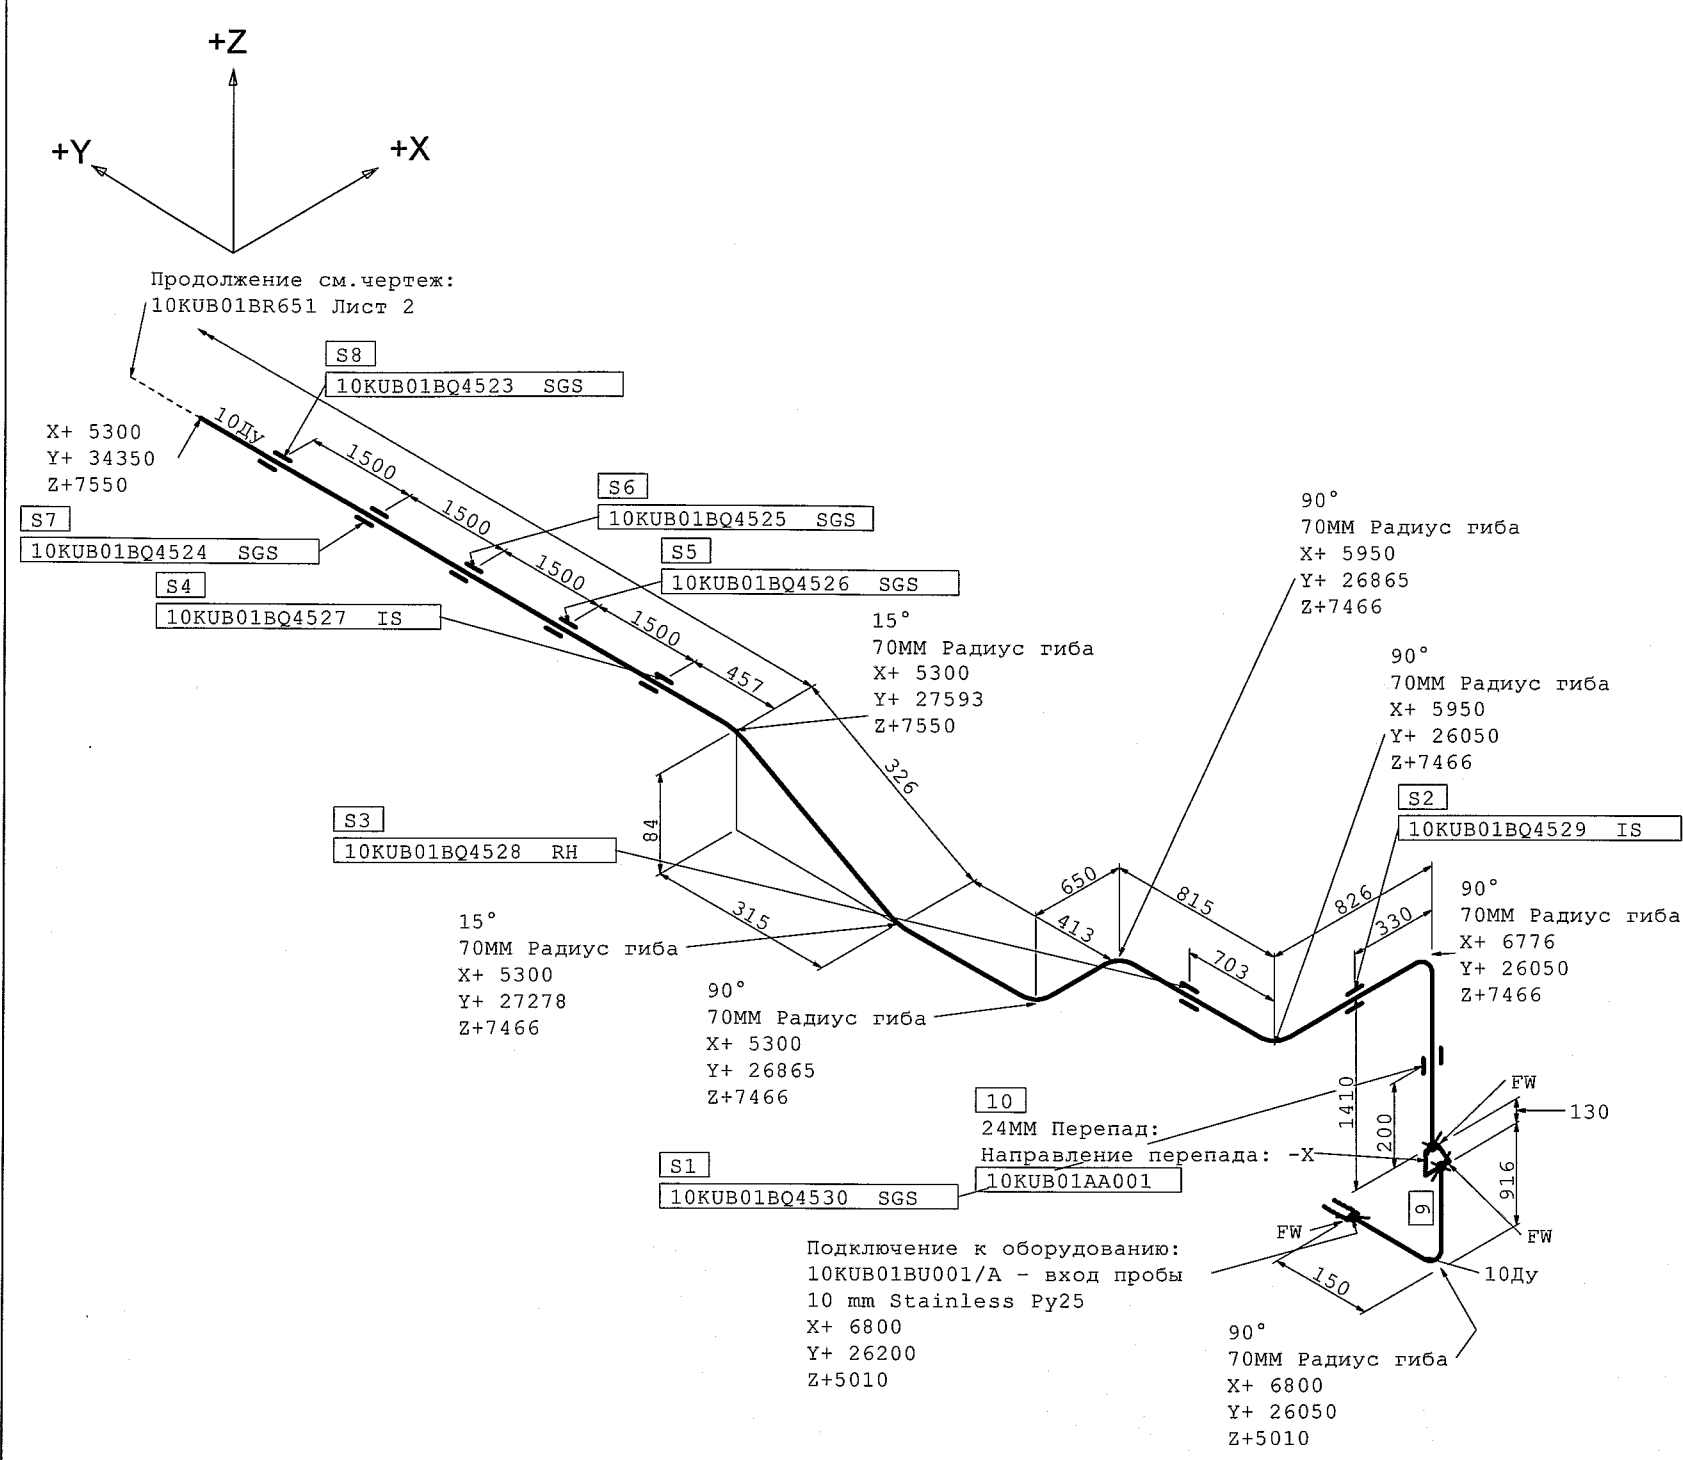 +Z
+Y
+X
Продолжение см.чертеж:
10KUB01BR651 Лист 2
S8
10KUB01BQ4523 SGS
10Ду
X+ 5300
Y+ 34350
Z+7550
1500
1500
1500
1500
457
S6
10KUB01BQ4525 SGS
S7
10KUB01BQ4524 SGS
S5
10KUB01BQ4526 SGS
S4
10KUB01BQ4527 IS
15°
70ММ Радиус гиба
X+ 5300
Y+ 27593
Z+7550
90°
70ММ Радиус гиба
X+ 5950
Y+ 26865
Z+7466
90°
70ММ Радиус гиба
X+ 5950
Y+ 26050
Z+7466
326
84
315
S3
10KUB01BQ4528 RH
S2
10KUB01BQ4529 IS
650
413
815
703
826
330
90°
70ММ Радиус гиба
X+ 6776
Y+ 26050
Z+7466
15°
70ММ Радиус гиба
X+ 5300
Y+ 27278
Z+7466
90°
70ММ Радиус гиба
X+ 5300
Y+ 26865
Z+7466
1410
200
FW
130
916
10
24ММ Перепад:
Направление перепада: -X
10KUB01AA001
S1
10KUB01BQ4530 SGS
9
FW
FW
10Ду
150
Подключение к оборудованию:
10KUB01BU001/A - вход пробы
10 mm Stainless Py25
X+ 6800
Y+ 26200
Z+5010
90°
70ММ Радиус гиба
X+ 6800
Y+ 26050
Z+5010